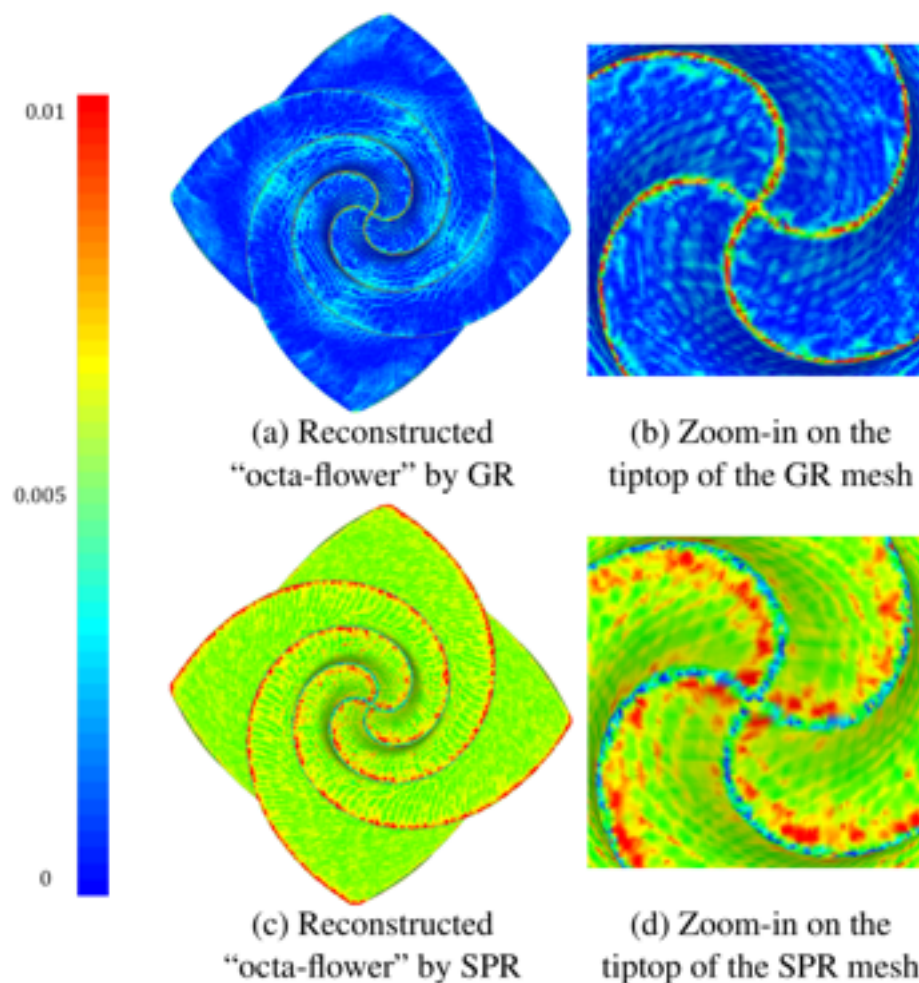 0.01
0.005
0
(a) Reconstructed
“octa-flower” by GR
(b) Zoom-in on the
tiptop of the GR mesh
(c) Reconstructed
“octa-flower” by SPR
(d) Zoom-in on the
tiptop of the SPR mesh